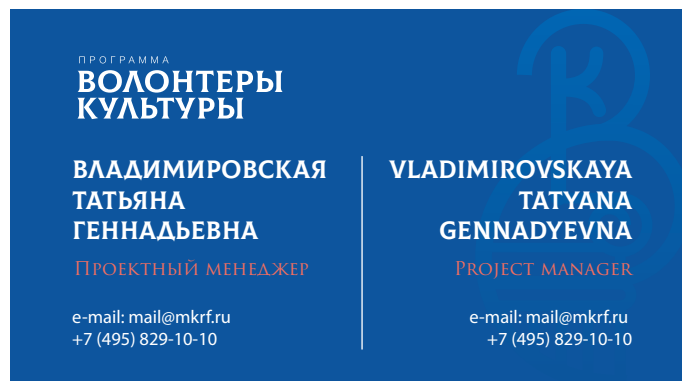 ПРОГРАММА
ВОЛОНТЕРЫ
КУЛЬТУРЫ
ВЛАДИМИРОВСКАЯ
ТАТЬЯНА
ГЕННАДЬЕВНА
Проектный менеджер
e-mail: mail@mkrf.ru
+7 (495) 829-10-10
VLADIMIROVSKAYA
TATYANA
GENNADYEVNA
Project manager
e-mail: mail@mkrf.ru
+7 (495) 829-10-10